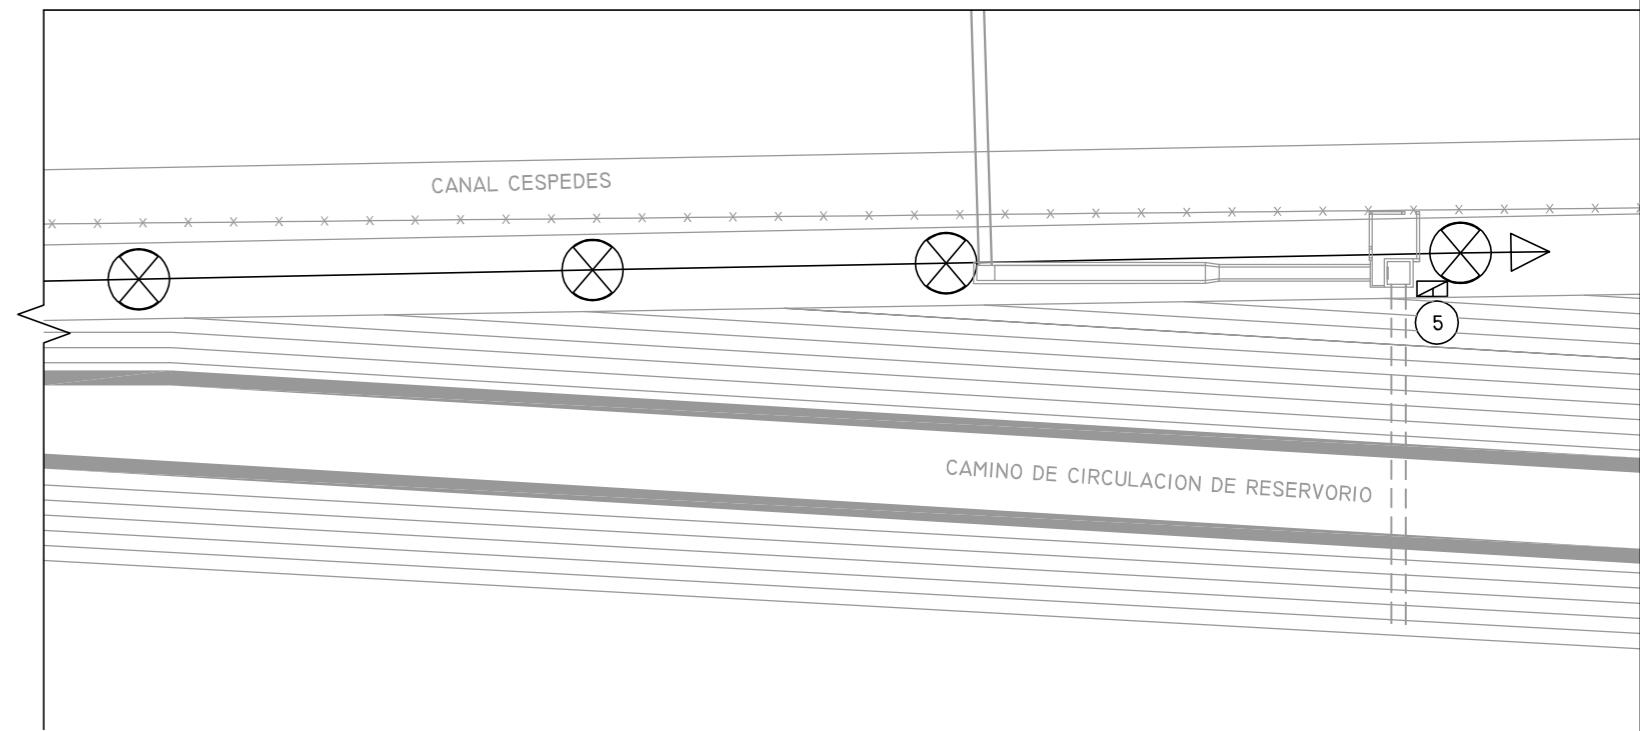 CANAL CESPEDES
5
CAMINO DE CIRCULACION DE RESERVORIO